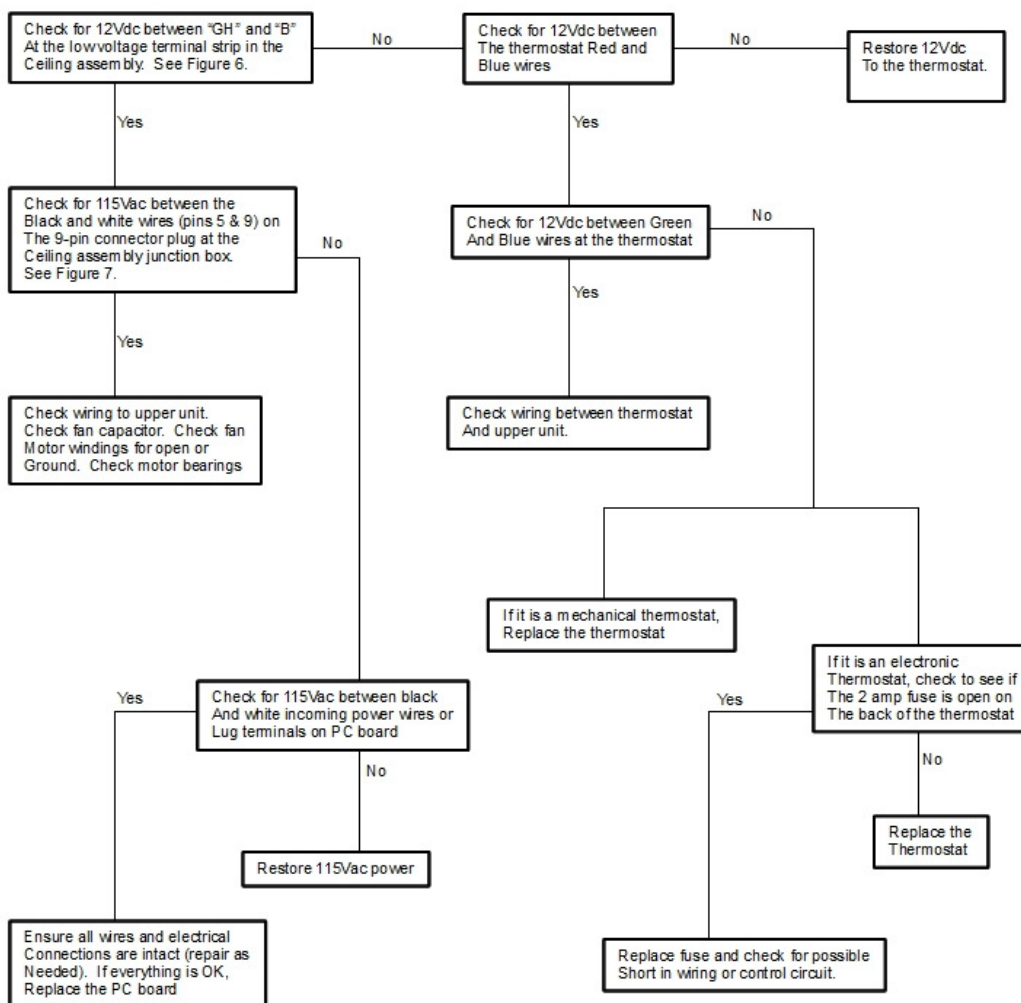 Check for 12Vdc between “GH” and “B”
At the low voltage terminal strip in the
Ceiling assembly. See Figure 6.
No
Check for 12Vdc between
The thermostat Red and
Blue wires
No
Restore 12Vdc
To the thermostat.
Yes
Yes
Check for 115Vac between the
Black and white wires (pins 5 & 9) on
The 9-pin connector plug at the
Ceiling assembly junction box.
See Figure 7.
No
Check for 12Vdc between Green
And Blue wires at the thermostat
No
Yes
Yes
Check wiring to upper unit.
Check fan capacitor. Check fan
Motor windings for open or
Ground. Check motor bearings
Check wiring between thermostat
And upper unit.
If it is a mechanical thermostat,
Replace the thermostat
If it is an electronic
Thermostat, check to see if
The 2 amp fuse is open on
The back of the thermostat
Yes
Check for 115Vac between black
And white incoming power wires or
Lug terminals on PC board
Yes
No
No
Restore 115Vac power
Replace the
Thermostat
Ensure all wires and electrical
Connections are intact (repair as
Needed). If everything is OK,
Replace the PC board
Replace fuse and check for possible
Short in wiring or control circuit.